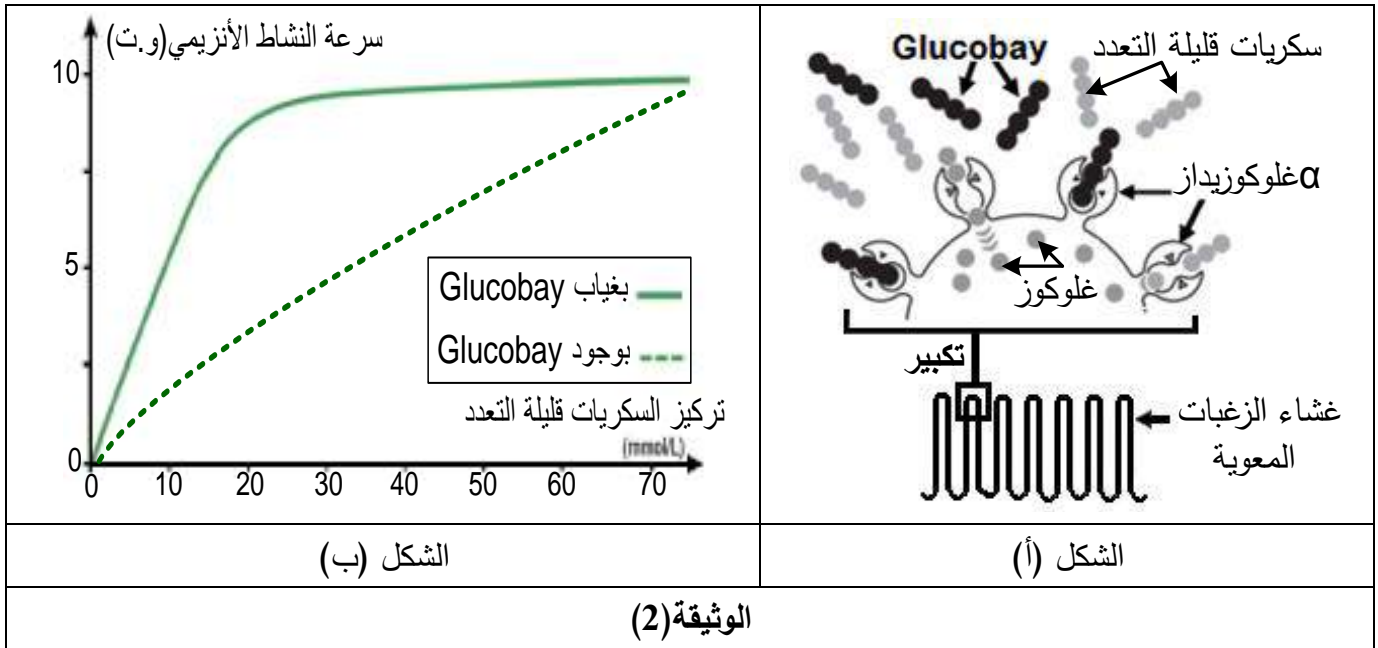 Glucobay
سكريات قليلة التعدد
αغلوكوزيداز
غلوكوز
تكبير
غشاء الزغبات
المعوية
الشكل (أ)
سرعة النشاط الأنزيمي(و.ت)
10
5
0
بغياب Glucobay
بوجود Glucobay
تركيز السكريات قليلة التعدد
(mmol/L)
0 10 20 30 40 50 60 70
الشكل (ب)
الوثيقة(2)